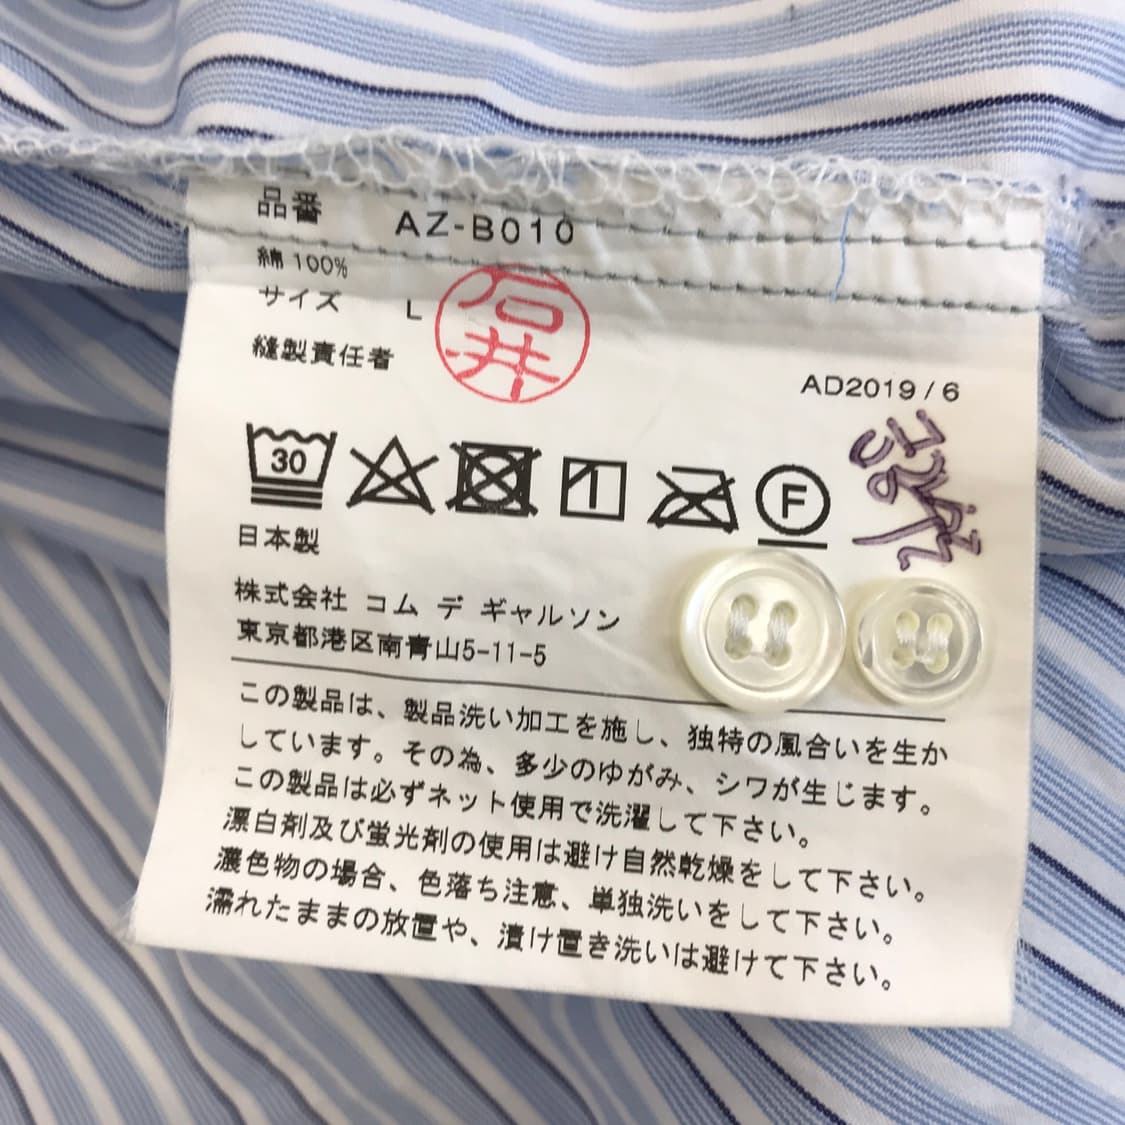 品番 AZ-B010
綿 100%
サイズ L
縫製責任者
石井
AD2019 / 6
30
F
日本製
株式会社 コム デ ギャルソン
東京都港区南青山5-11-5
この製品は、製品洗い加工を施し、独特の風合いを生か
しています。その為、多少のゆがみ、シワが生じます。
この製品は必ずネット使用で洗濯して下さい。
漂白剤及び蛍光剤の使用は避け自然乾燥をして下さい。
濃色物の場合、色落ち注意、単独洗いをして下さい。
濡れたままの放置や、漬け置き洗いは避けて下さい。